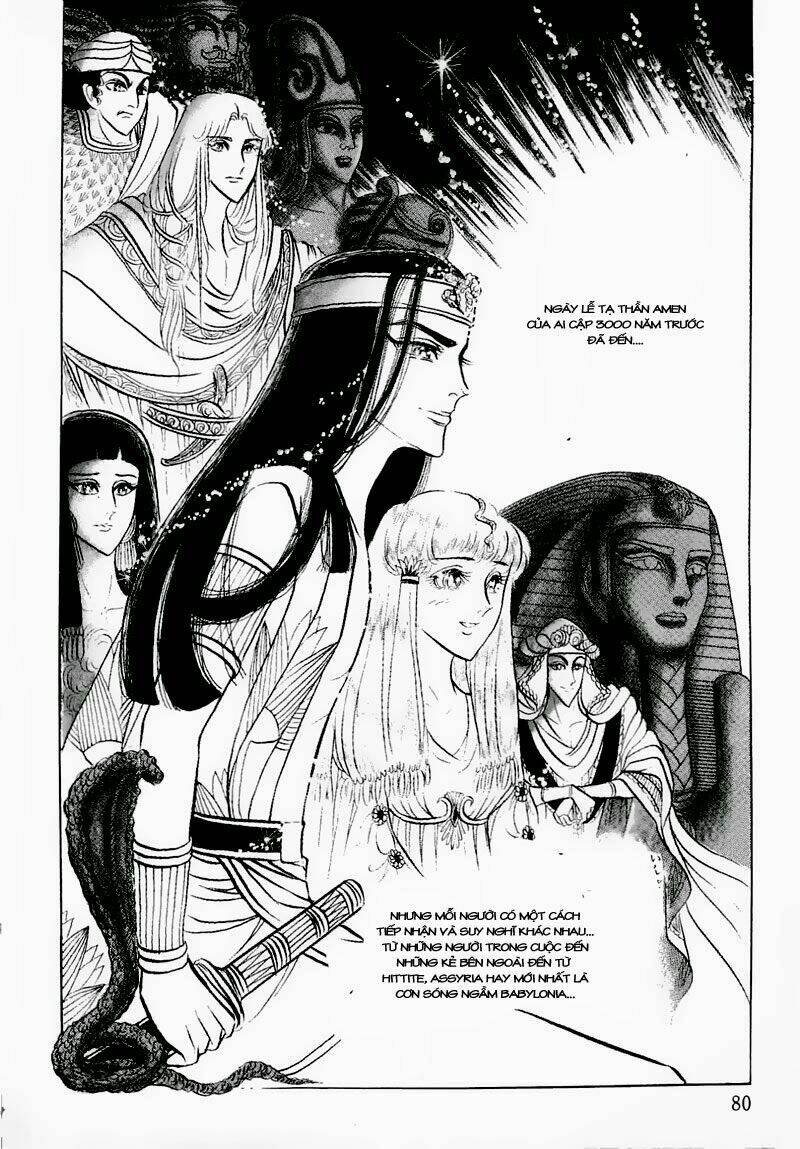 NGÀY LỄ TẠ THẦN AMEN
CỦA AI CẬP 3000 NĂM TRƯỚC
ĐÃ ĐẾN....
NHƯNG MỖI NGƯỜI CÓ MỘT CÁCH
TIẾP NHẬN VÀ SUY NGHĨ KHÁC NHAU...
TỪ NHỮNG NGƯỜI TRONG CUỘC ĐẾN
NHỮNG KẺ BÊN NGOÀI ĐẾN TỪ
HITTITE, ASSYRIA HAY MỚI NHẤT LÀ
CƠN SÓNG NGẦM BABYLONIA...
80